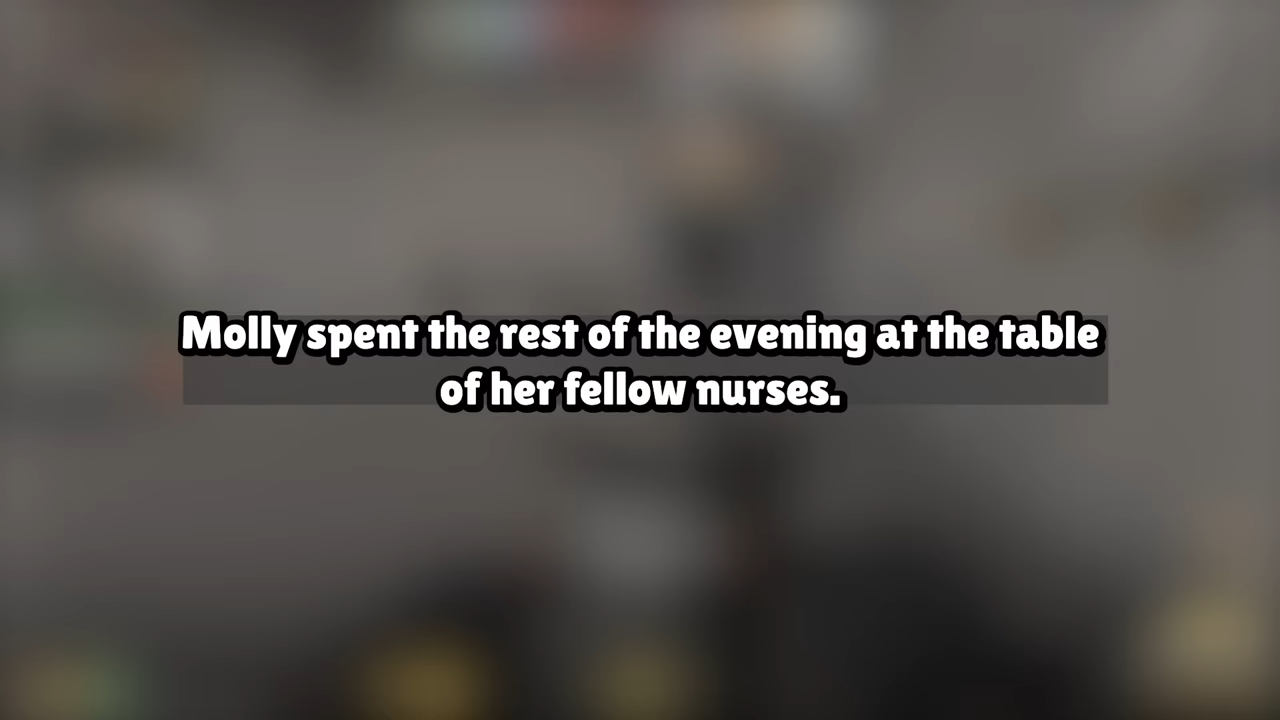 Molly spent the rest of the evening at the table
of her fellow nurses.